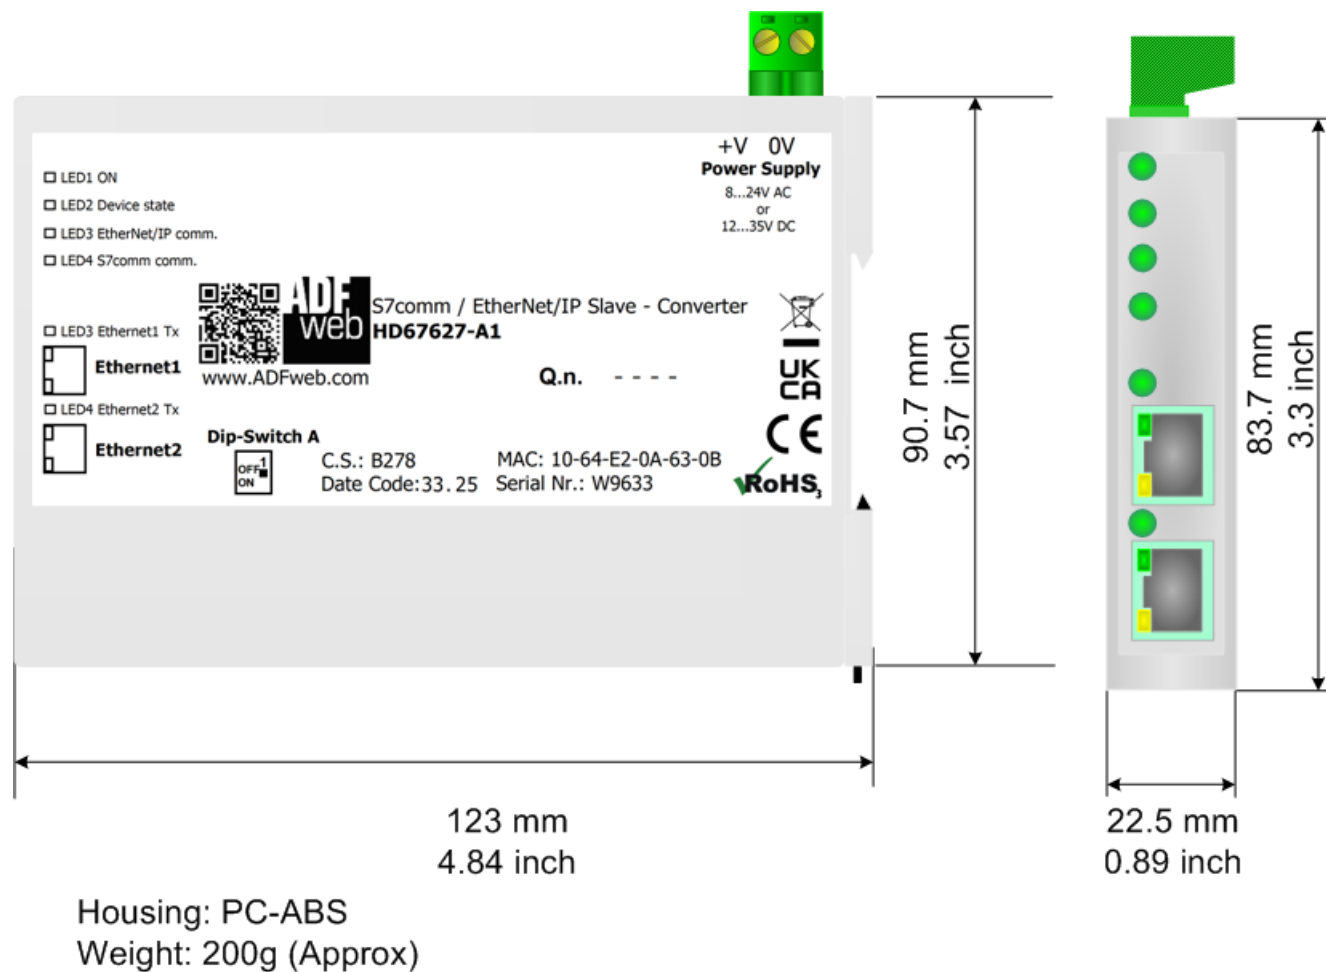 +V 0V
Power Supply
8...24V AC
or
12...35V DC
LED1 ON
LED2 Device state
LED3 EtherNet/IP comm.
LED4 S7comm comm.
ADF
web
www.ADFweb.com
S7comm / EtherNet/IP Slave - Converter
HD67627-A1
Q.n. - - - -
LED3 Ethernet1 Tx
Ethernet1
LED4 Ethernet2 Tx
Ethernet2
Dip-Switch A
1
OFF
ON
C.S.: B278
Date Code:33.25
MAC: 10-64-E2-0A-63-0B
Serial Nr.: W9633
UK
CA
CE
RoHS3
90.7 mm
3.57 inch
83.7 mm
3.3 inch
123 mm
4.84 inch
22.5 mm
0.89 inch
Housing: PC-ABS
Weight: 200g (Approx)